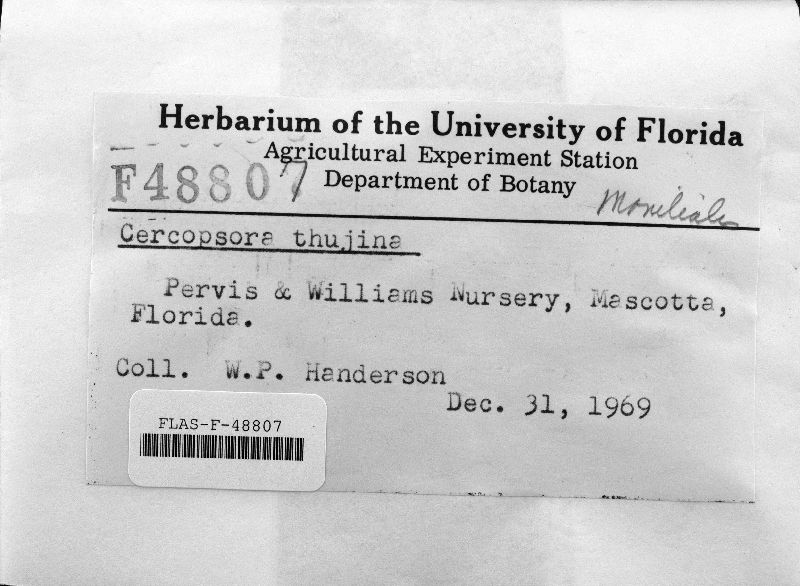 Herbarium of the University of Florida
Agricultural Experiment Station
F48807 Department of Botany
Moniliales
Cercopsora thujina
Pervis & Williams Nursery, Mascotta,
Florida.
Coll. W.P. Handerson
Dec. 31, 1969
FLAS-F-48807